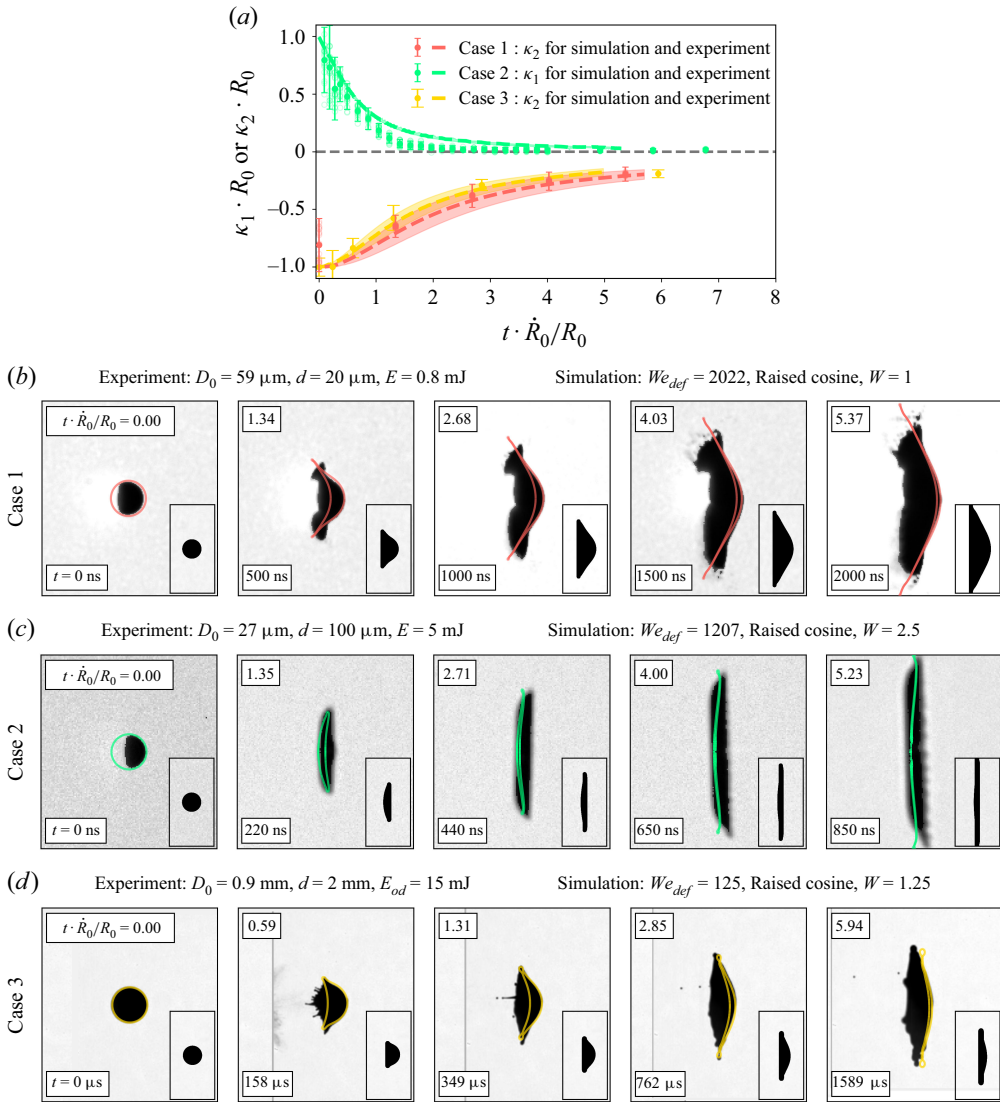 (a)
1.0
0.5
0
−0.5
−1.0
κ1 · R0 or κ2 · R0
Case 1 : κ2 for simulation and experiment
Case 2 : κ1 for simulation and experiment
Case 3 : κ2 for simulation and experiment
0 1 2 3 4 5 6 7 8
t · Ṙ0/R0
(b) Experiment: D0 = 59 μm, d = 20 μm, E = 0.8 mJ Simulation: Wedef = 2022, Raised cosine, W = 1
Case 1
t · Ṙ0/R0 = 0.00 1.34 2.68 4.03 5.37
t = 0 ns 500 ns 1000 ns 1500 ns 2000 ns
(c) Experiment: D0 = 27 μm, d = 100 μm, E = 5 mJ Simulation: Wedef = 1207, Raised cosine, W = 2.5
Case 2
t · Ṙ0/R0 = 0.00 1.35 2.71 4.00 5.23
t = 0 ns 220 ns 440 ns 650 ns 850 ns
(d) Experiment: D0 = 0.9 mm, d = 2 mm, Eod = 15 mJ Simulation: Wedef = 125, Raised cosine, W = 1.25
Case 3
t · Ṙ0/R0 = 0.00 0.59 1.31 2.85 5.94
t = 0 μs 158 μs 349 μs 762 μs 1589 μs